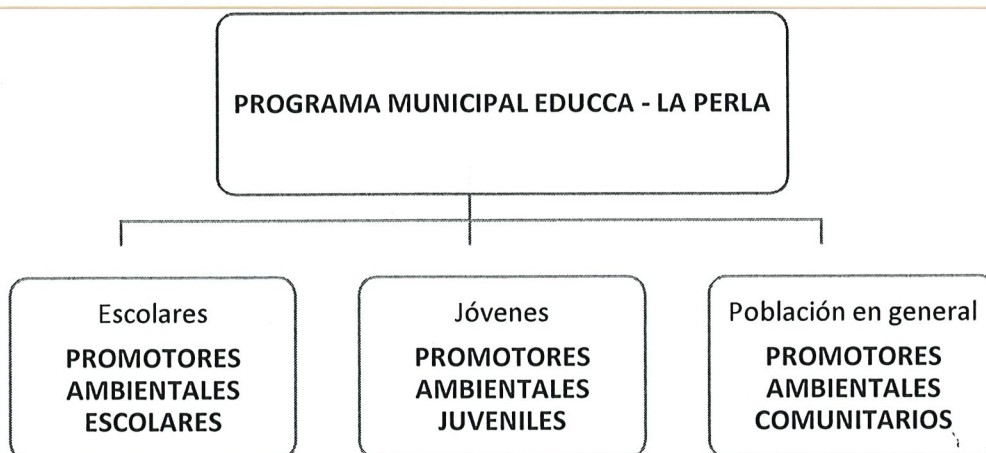 PROGRAMA MUNICIPAL EDUCCA - LA PERLA
Escolares
PROMOTORES
AMBIENTALES
ESCOLARES
Jóvenes
PROMOTORES
AMBIENTALES
JUVENILES
Población en general
PROMOTORES
AMBIENTALES
COMUNITARIOS